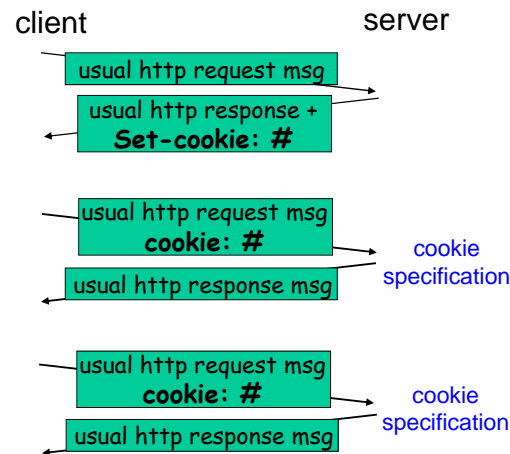 client
server
usual http request msg
usual http response +
Set-cookie: #
usual http request msg
cookie: #
cookie
specification
usual http response msg
usual http request msg
cookie: #
cookie
specification
usual http response msg